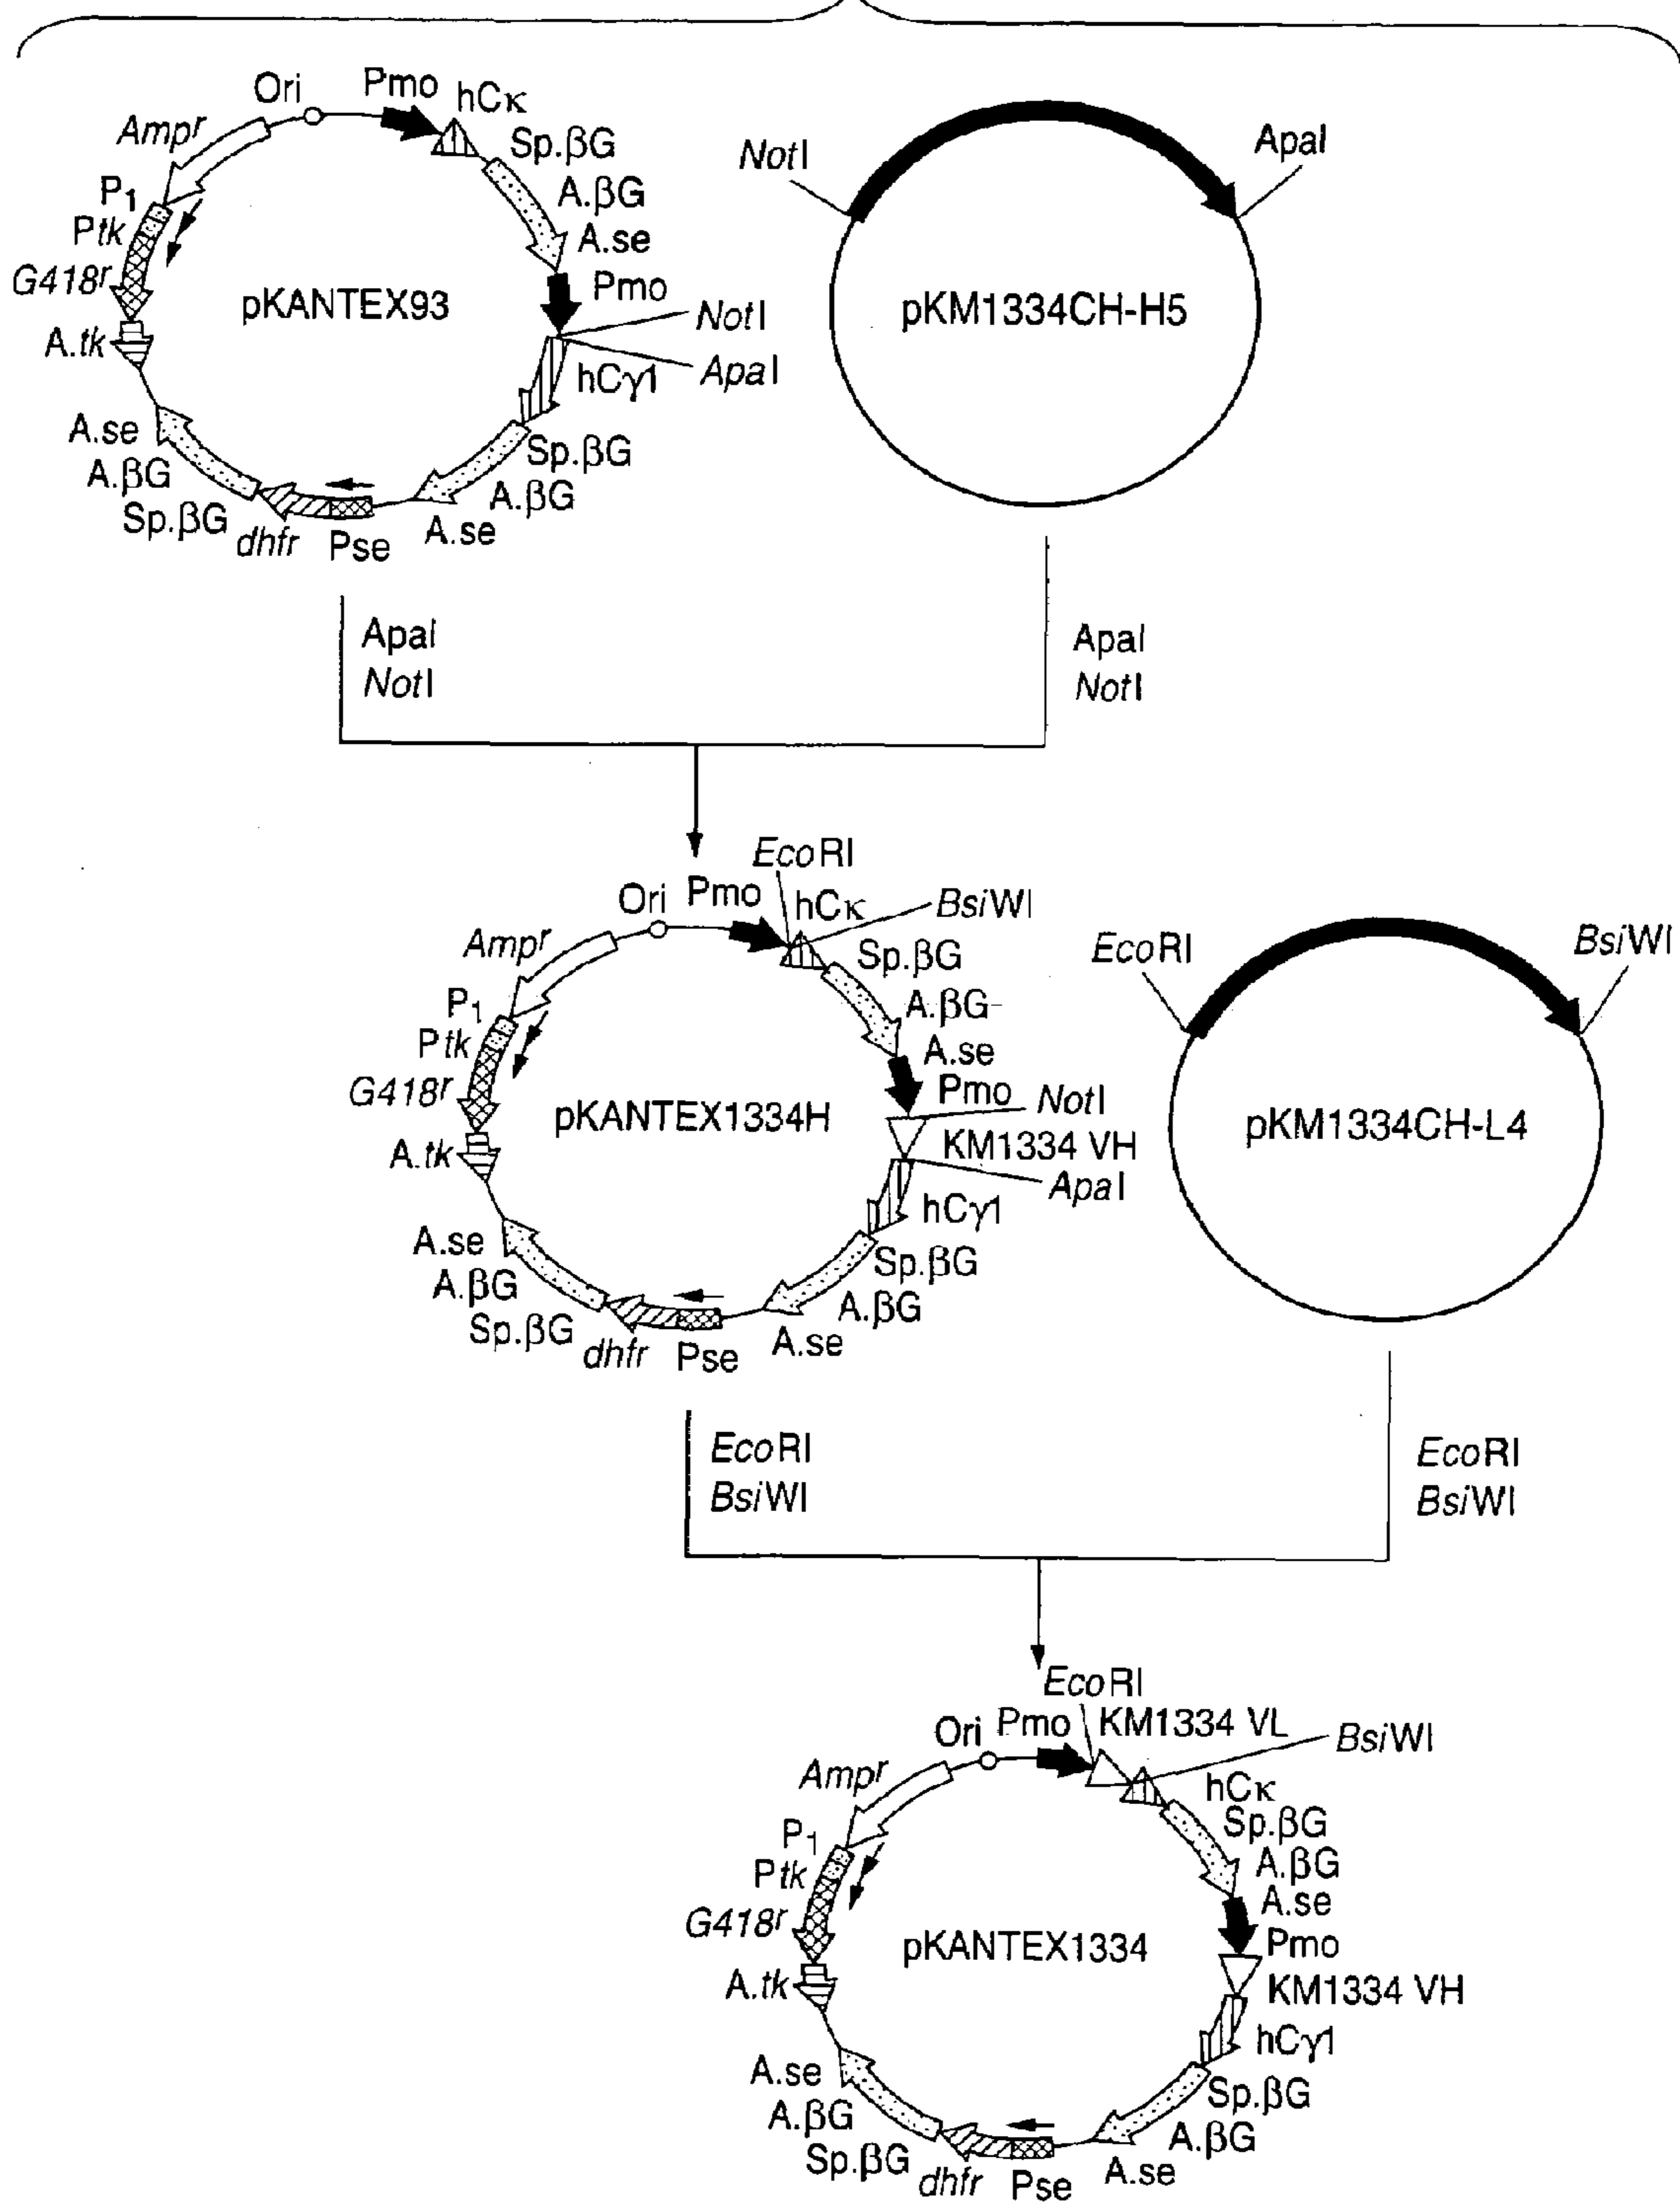 Ori
Pmo
hCκ
Ampr
Sp.βG
P1
A.βG
Ptk
A.se
G418r
Pmo
pKANTEX93
NotI
A.tk
hCγ1
ApaI
A.se
Sp.βG
A.βG
A.βG
Sp.βG
dhfr
Pse
A.se
NotI
ApaI
pKM1334CH-H5
ApaI
NotI
ApaI
NotI
EcoRI
Ori
Pmo
hCκ
BsiWI
Ampr
Sp.βG
P1
A.βG
Ptk
A.se
G418r
Pmo
NotI
pKANTEX1334H
KM1334 VH
A.tk
ApaI
hCγ1
A.se
Sp.βG
A.βG
A.βG
Sp.βG
dhfr
Pse
A.se
EcoRI
BsiWI
pKM1334CH-L4
EcoRI
BsiWI
EcoRI
BsiWI
EcoRI
Ori
Pmo
KM1334 VL
BsiWI
Ampr
hCκ
Sp.βG
P1
A.βG
Ptk
A.se
G418r
Pmo
pKANTEX1334
A.tk
KM1334 VH
hCγ1
A.se
Sp.βG
A.βG
A.βG
Sp.βG
dhfr
Pse
A.se